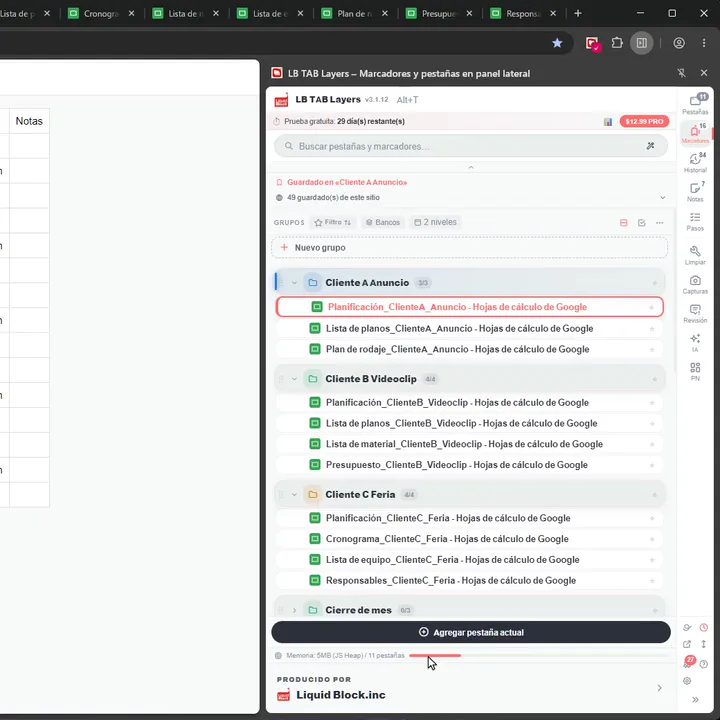 Lista de p
Cronogra
Lista de m
Lista de e
Plan de r
Presupue
Responsa
LB TAB Layers – Marcadores y pestañas en panel lateral
LB TAB Layers v3.1.12 Alt+T
Prueba gratuita: 29 día(s) restante(s)
$12.99 PRO
Buscar pestañas y marcadores...
Guardado en «Cliente A Anuncio»
49 guardado(s) de este sitio
GRUPOS Filtro Bancos 2 niveles
Nuevo grupo
Cliente A Anuncio 3/3
Planificación_ClienteA_Anuncio - Hojas de cálculo de Google
Lista de planos_ClienteA_Anuncio - Hojas de cálculo de Google
Plan de rodaje_ClienteA_Anuncio - Hojas de cálculo de Google
Cliente B Videoclip 4/4
Planificación_ClienteB_Videoclip - Hojas de cálculo de Google
Lista de planos_ClienteB_Videoclip - Hojas de cálculo de Google
Lista de material_ClienteB_Videoclip - Hojas de cálculo de Google
Presupuesto_ClienteB_Videoclip - Hojas de cálculo de Google
Cliente C Feria 4/4
Planificación_ClienteC_Feria - Hojas de cálculo de Google
Cronograma_ClienteC_Feria - Hojas de cálculo de Google
Lista de equipo_ClienteC_Feria - Hojas de cálculo de Google
Responsables_ClienteC_Feria - Hojas de cálculo de Google
Cierre de mes 0/3
Agregar pestaña actual
Memoria: 5MB (JS Heap) / 11 pestañas
PRODUCIDO POR
Liquid Block.inc
11
Pestañas
16
Marcadores
84
Historial
7
Notas
Pasos
Limpiar
Capturas
Revisión
IA
PN
27
Notas